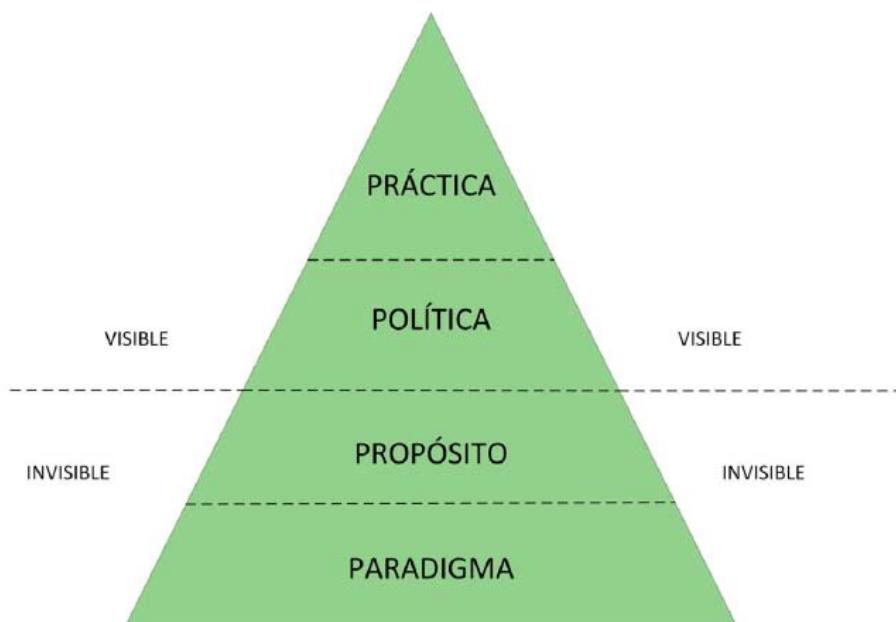 PRÁCTICA
POLÍTICA
VISIBLE
VISIBLE
PROPÓSITO
INVISIBLE
INVISIBLE
PARADIGMA